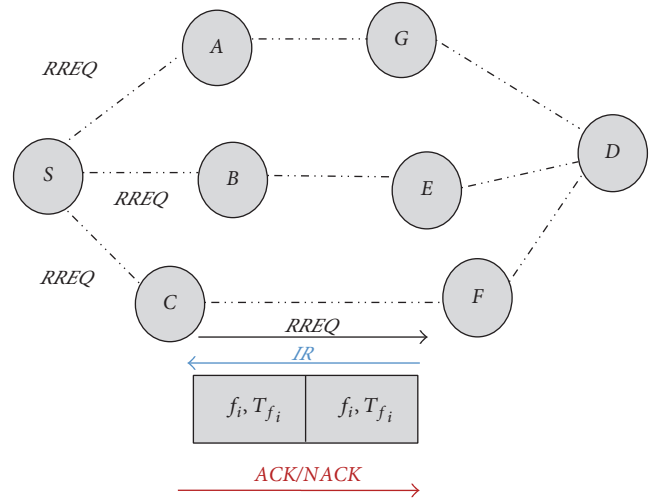 A
G
RREQ
D
S
B
E
RREQ
RREQ
C
F
RREQ
IR
f_i, T_{f_i} f_i, T_{f_i}
ACK/NACK